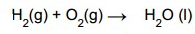 H₂(g) + O₂(g) → H₂O (l)